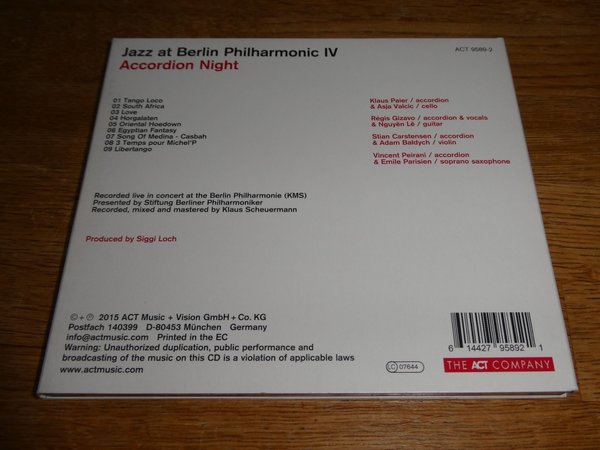 Jazz at Berlin Philharmonic IV
ACT 9589-2
Accordion Night
01 Tango Loco
02 South Africa
03 Love
04 Horgalaten
05 Oriental Hoedown
06 Egyptian Fantasy
07 Song Of Medina - Casbah
08 3 Temps pour Michel'P
09 Libertango
Klaus Paier / accordion
& Asja Valcic / cello
Régis Gizavo / accordion & vocals
& Nguyên Lê / guitar
Stian Carstensen / accordion
& Adam Bałdych / violin
Vincent Peirani / accordion
& Emile Parisien / soprano saxophone
Recorded live in concert at the Berlin Philharmonie (KMS)
Presented by Stiftung Berliner Philharmoniker
Recorded, mixed and mastered by Klaus Scheuermann
Produced by Siggi Loch
© + ℗ 2015 ACT Music + Vision GmbH + Co. KG
Postfach 140399 D-80453 München Germany
info@actmusic.com Printed in the EC
Warning: Unauthorized duplication, public performance and
broadcasting of the music on this CD is a violation of applicable laws
www.actmusic.com
LC 07644
6 14427 95892 1
THE ACT COMPANY